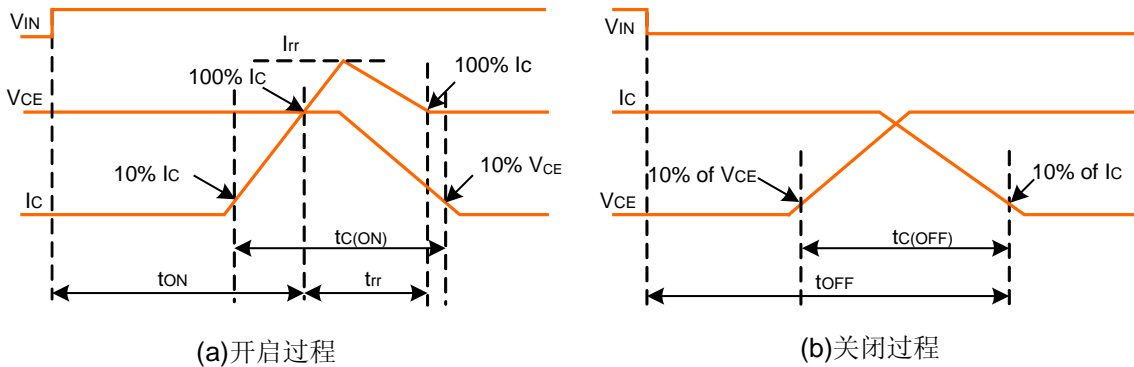 VIN
Irr
100% IC
100% IC
VCE
10% IC
10% VCE
IC
tC(ON)
tON
trr
(a)开启过程
VIN
IC
10% of VCE
10% of IC
VCE
tC(OFF)
tOFF
(b)关闭过程